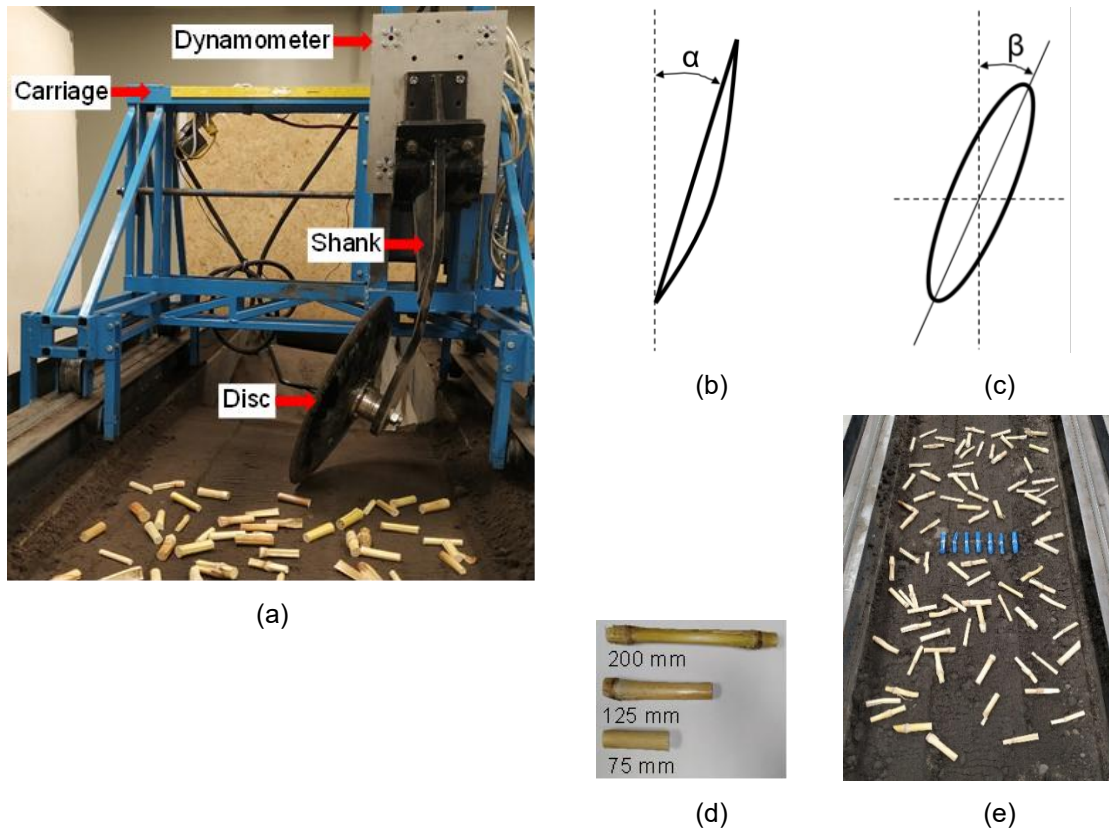 Dynamometer
Carriage
Shank
Disc
(a)
α
(b)
β
(c)
200 mm
125 mm
75 mm
(d)
(e)